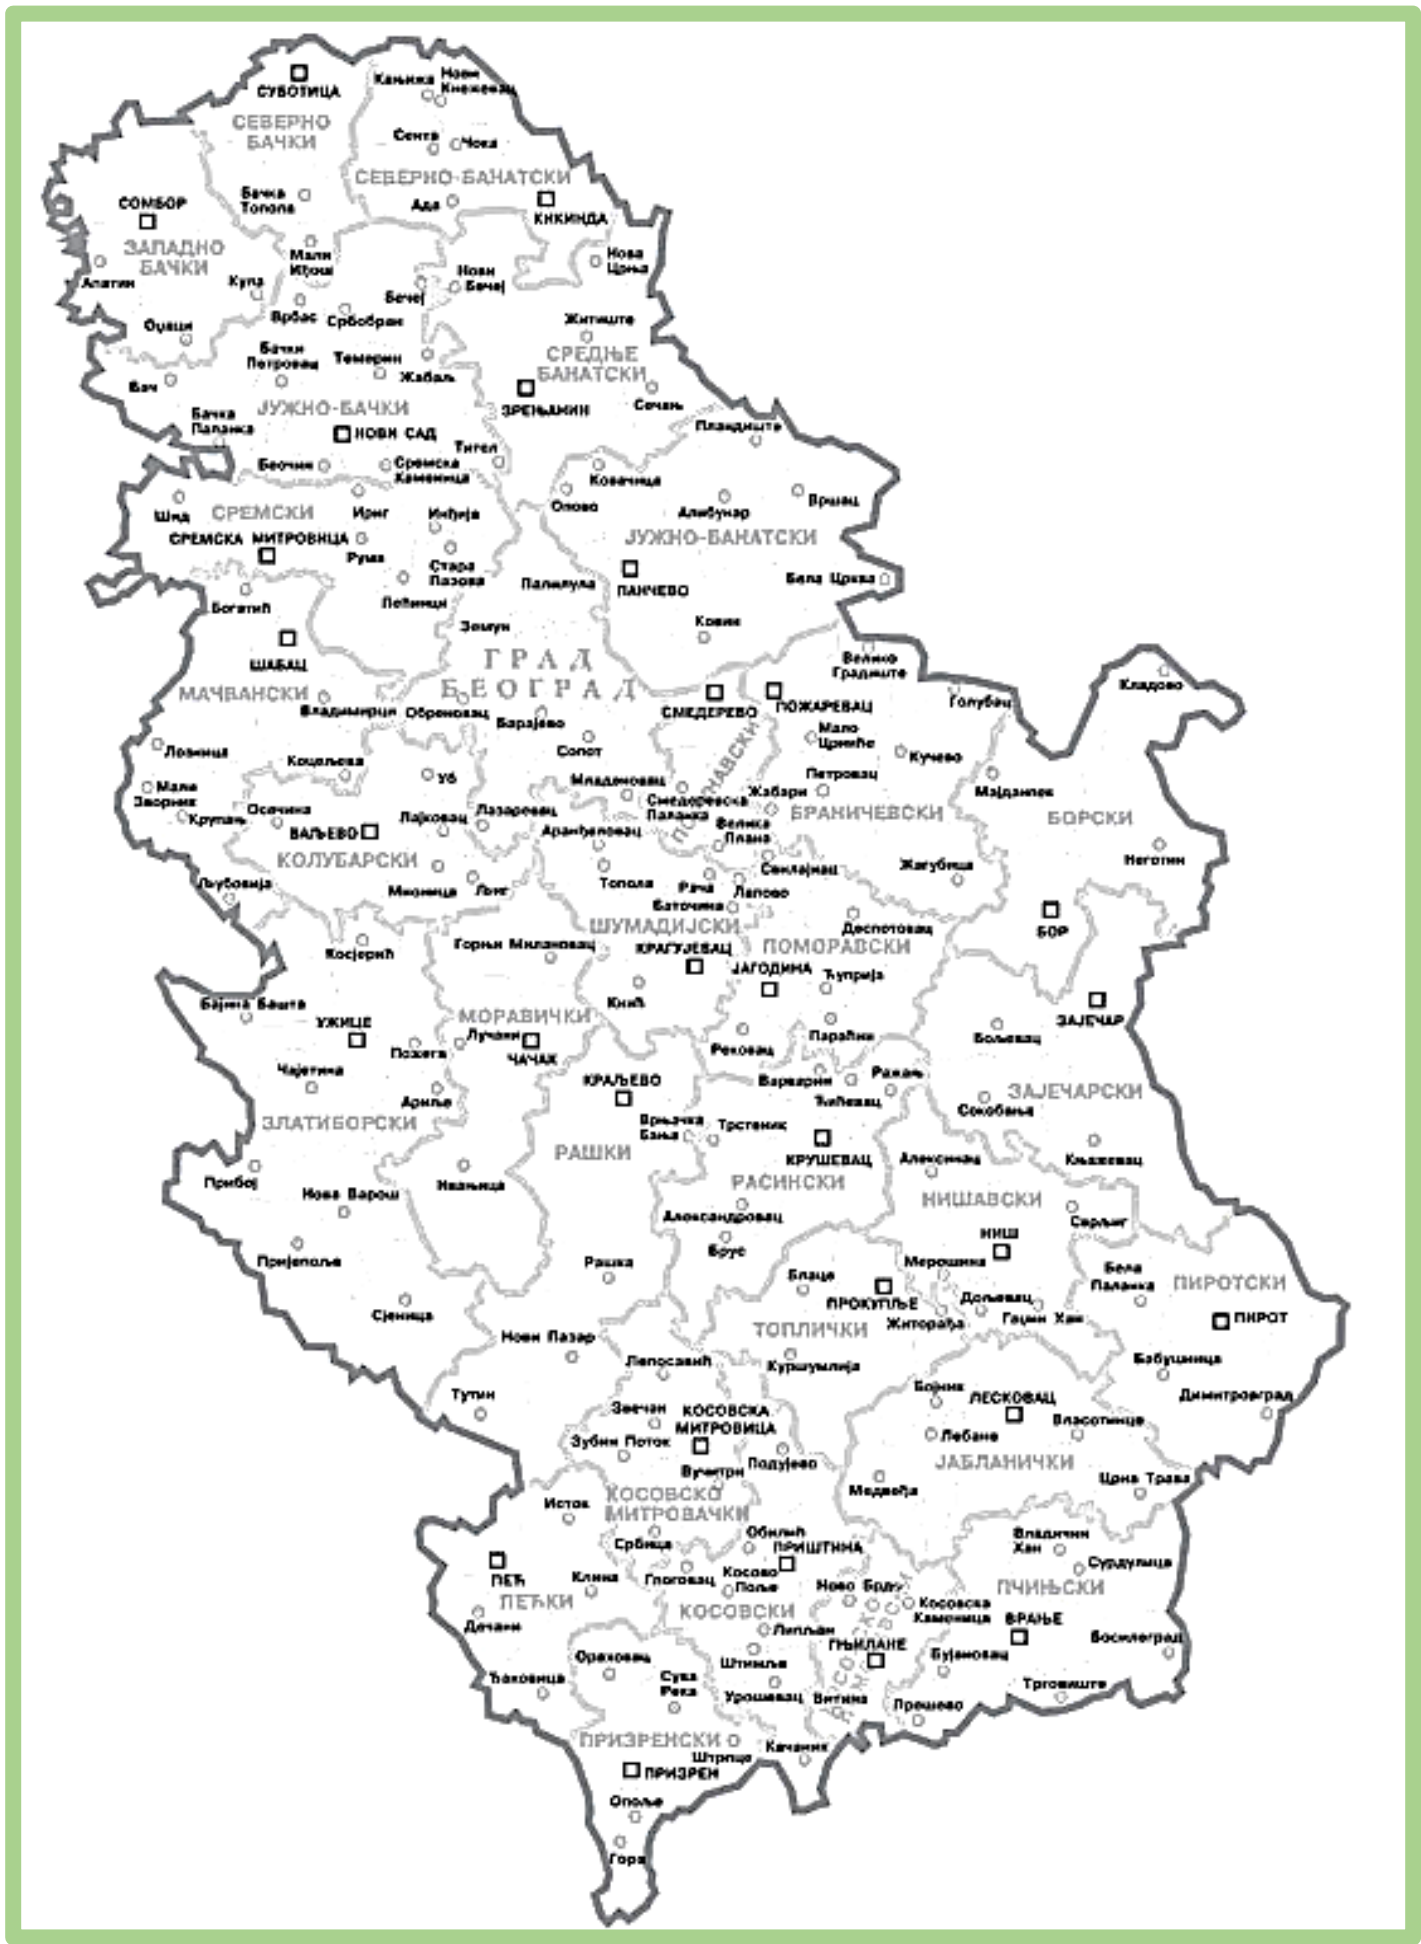 СУБОТИЦА
Кањижа
Нови
Кнежевац
СЕВЕРНО
БАЧКИ
Сента
Чока
СЕВЕРНО-БАНАТСКИ
СОМБОР
Бачка
Топола
Ада
КИКИНДА
ЗАПАДНО
БАЧКИ
Апатин
Мали
Иђош
Кула
Нови
Бечеј
Нова
Црња
Бечеј
Врбас
Србобран
Оџаци
Житиште
Бачки
Петровац
Темерин
Жабаљ
СРЕДЊЕ
БАНАТСКИ
Бач
ЗРЕЊАНИН
Сечањ
ЈУЖНО-БАЧКИ
Бачка
Паланка
НОВИ САД
Пландиште
Тител
Беочин
Сремска
Каменица
Ковачица
Опово
Алибунар
Вршац
Шид
СРЕМСКИ
Ириг
Инђија
ЈУЖНО-БАНАТСКИ
СРЕМСКА МИТРОВИЦА
Рума
Стара
Пазова
Палилула
ПАНЧЕВО
Бела Црква
Богатић
Пећинци
Земун
Ковин
ШАБАЦ
ГРАД
БЕОГРАД
Велико
Градиште
Кладово
МАЧВАНСКИ
Владимирци
Обреновац
Барајево
СМЕДЕРЕВО
ПОЖАРЕВАЦ
Голубац
Лозница
Сопот
Мало
Црниће
Кучево
Коцељева
Уб
Младеновац
Петровац
Мајданпек
Мали
Зворник
Крупањ
Осечина
ВАЉЕВО
Лајковац
Лазаревац
Смедеревска
Паланка
Жабари
БРАНИЧЕВСКИ
БОРСКИ
Аранђеловац
Велика
Плана
КОЛУБАРСКИ
Неготин
Љубовија
Мионица
Љиг
Топола
Рача
Свилајнац
Лапово
Жагубица
Баточина
ШУМАДИЈСКИ
Деспотовац
БОР
Косјерић
Горњи Милановац
КРАГУЈЕВАЦ
ПОМОРАВСКИ
ЈАГОДИНА
Ћуприја
Бајина Башта
Кнић
ЗАЈЕЧАР
УЖИЦЕ
МОРАВИЧКИ
Лучани
ЧАЧАК
Рековац
Параћин
Бољевац
Пожега
Чајетина
КРАЉЕВО
Варварин
Ражањ
Ћићевац
ЗАЈЕЧАРСКИ
Сокобања
Ариље
ЗЛАТИБОРСКИ
Врњачка
Бања
Трстеник
КРУШЕВАЦ
РАШКИ
Алексинац
Књажевац
Прибој
Нова Варош
Ивањица
РАСИНСКИ
НИШАВСКИ
Александровац
Сврљиг
Брус
НИШ
Пријепоље
Рашка
Блаце
Мерошина
Бела
Паланка
ПИРОТСКИ
ПРОКУПЉЕ
Дољевац
Житорађа
Гаџин Хан
ПИРОТ
Сјеница
Нови Пазар
ТОПЛИЧКИ
Куршумлија
Бабушница
Лепосавић
Тутин
Бојник
ЛЕСКОВАЦ
Димитровград
Звечан
КОСОВСКА
МИТРОВИЦА
Власотинце
Зубин Поток
Лебане
ЈАБЛАНИЧКИ
Вучитрн
Подујево
Медвеђа
Црна Трава
Исток
КОСОВСКО
МИТРОВАЧКИ
Обилић
ПРИШТИНА
Владичин
Хан
Србица
Сурдулица
ПЕЋ
Клина
Глоговац
Косово
Поље
Ново Брдо
ПЧИЊСКИ
ПЕЋКИ
КОСОВСКИ
Косовска
Каменица
ВРАЊЕ
Дечани
Липљан
ГЊИЛАНЕ
Босилеград
Ораховац
Штимље
Бујановац
Ђаковица
Сува
Река
Урошевац
Витина
Прешево
Трговиште
ПРИЗРЕНСКИ
Штрпце
Качаник
ПРИЗРЕН
Опоље
Гора